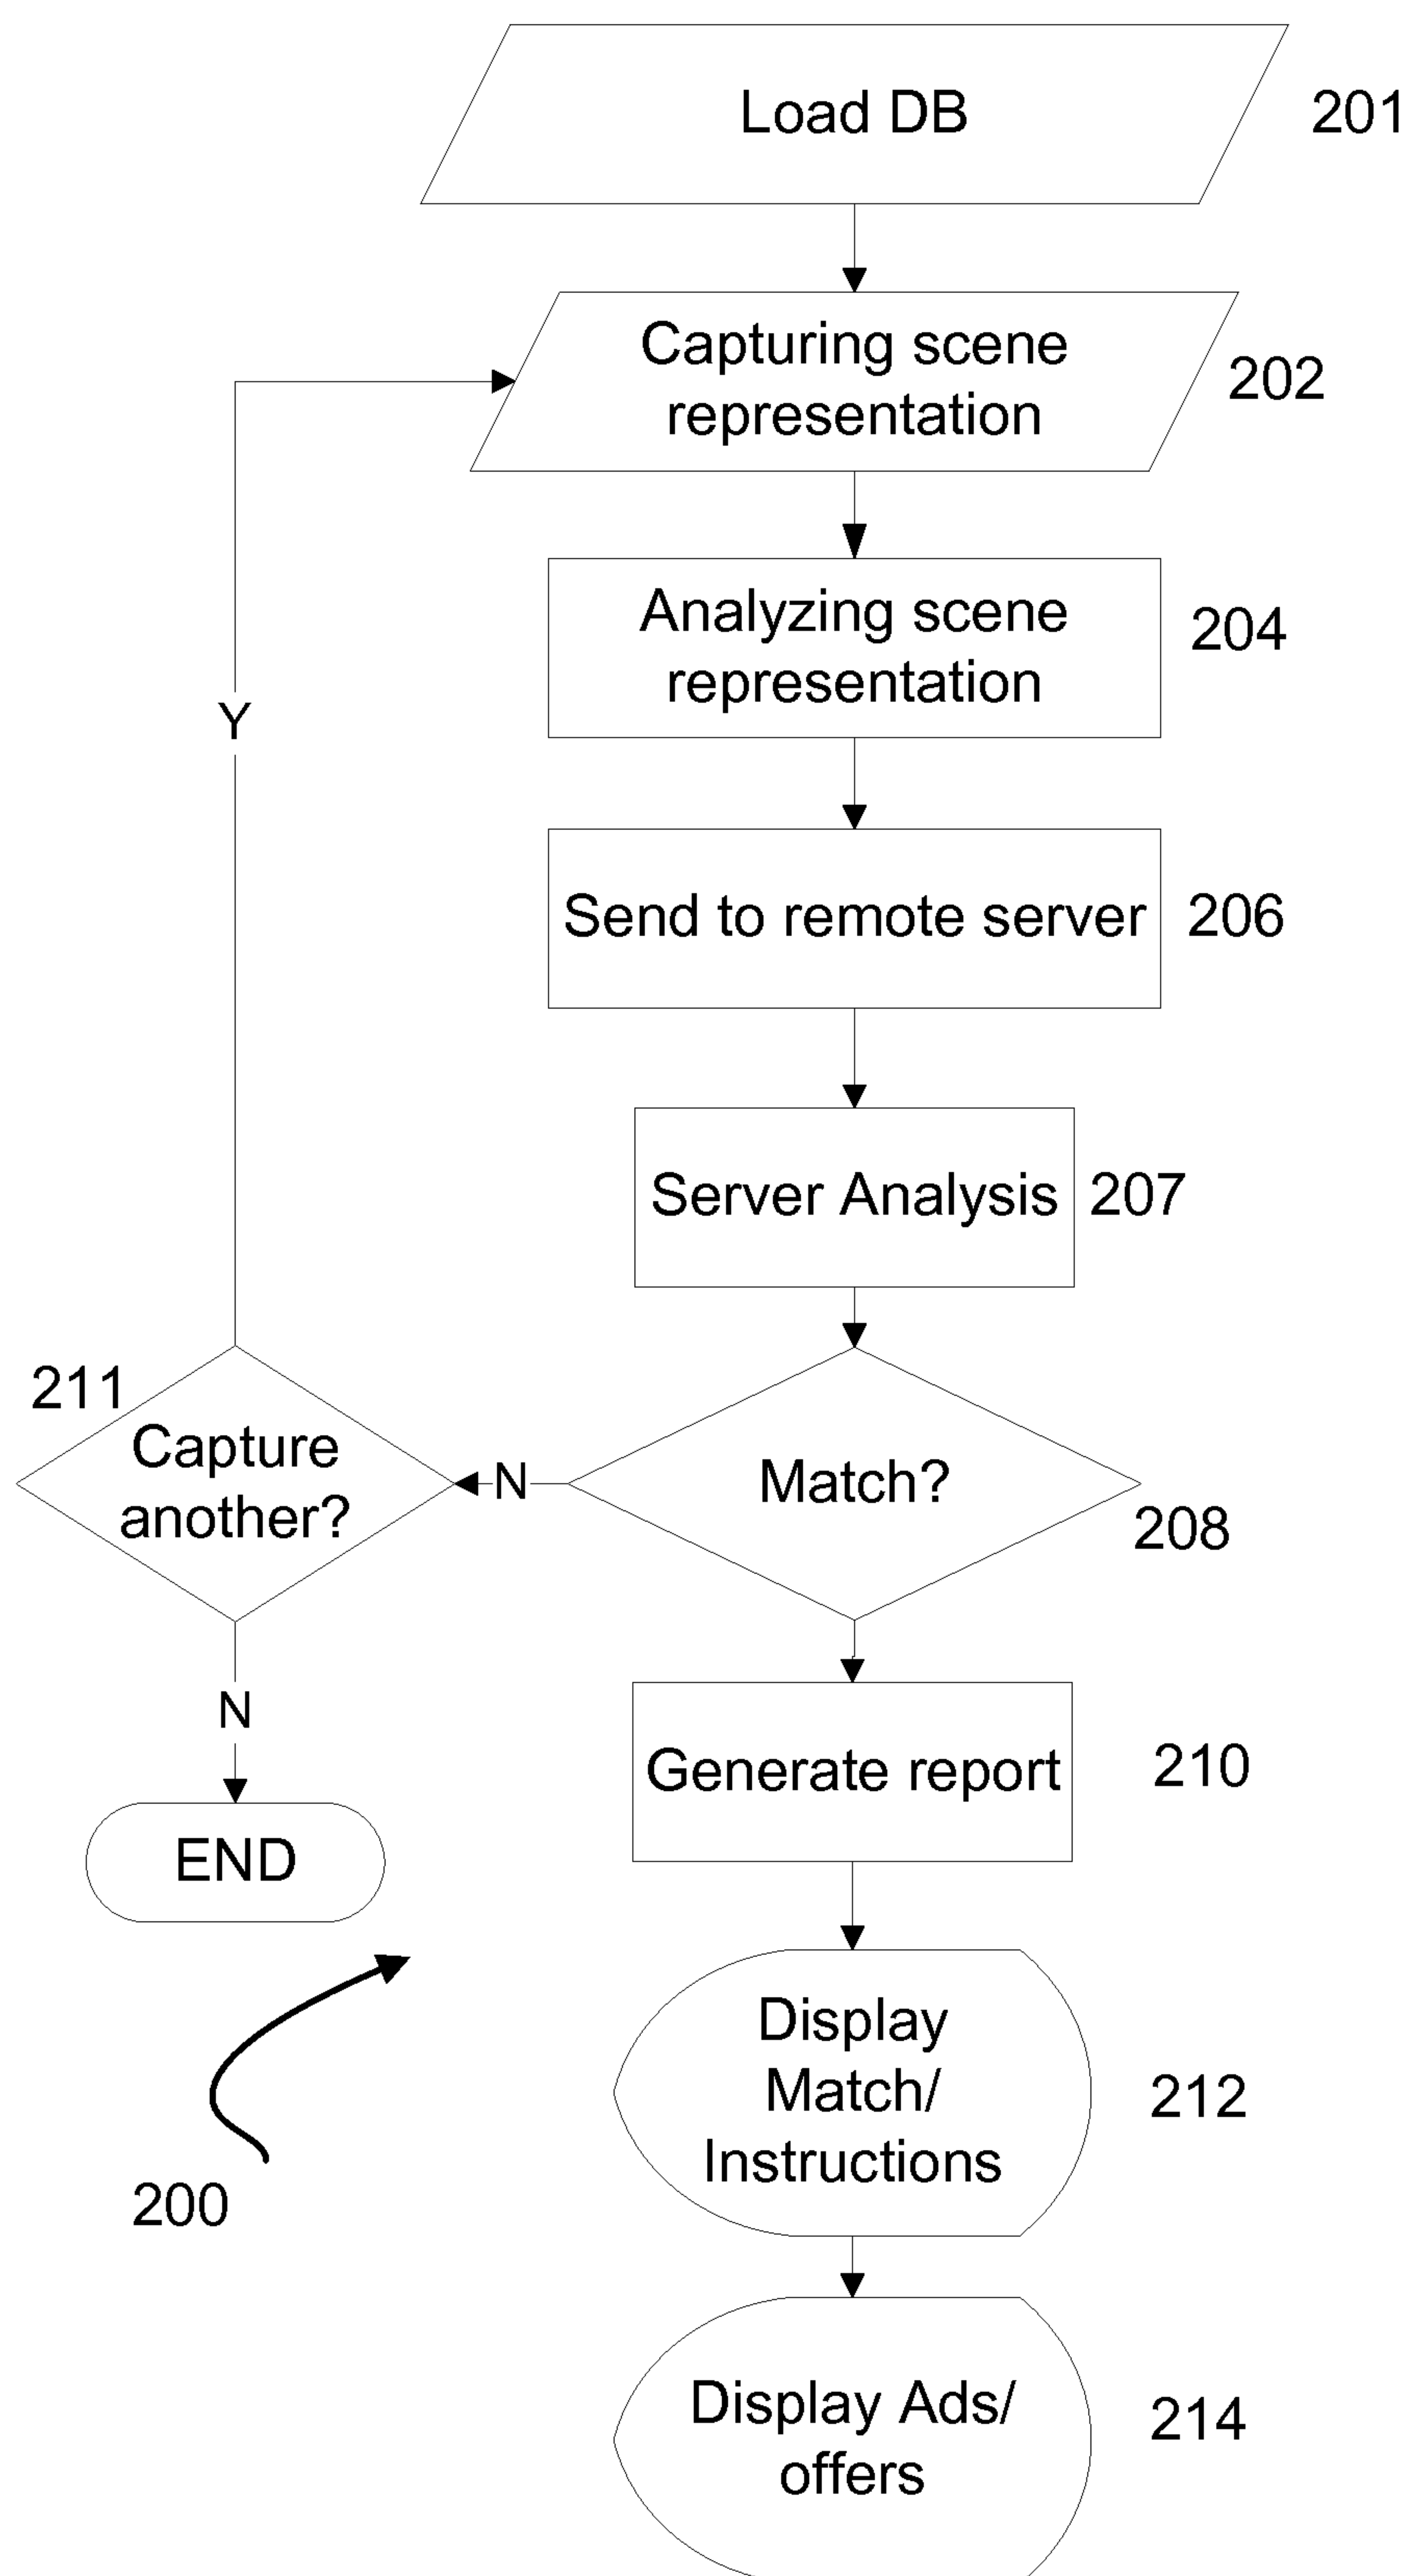 Load DB
201
Capturing scene
representation
202
Analyzing scene
representation
204
Y
Send to remote server
206
Server Analysis
207
211
Capture
another?
N
Match?
208
N
Generate report
210
END
Display
Match/
Instructions
212
200
Display Ads/
offers
214